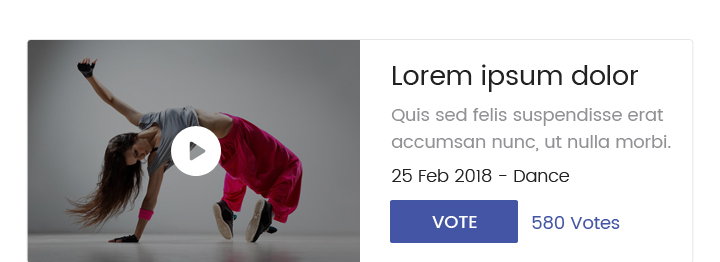 Lorem ipsum dolor
Quis sed felis suspendisse erat
accumsan nunc, ut nulla morbi.
25 Feb 2018 - Dance
VOTE 580 Votes